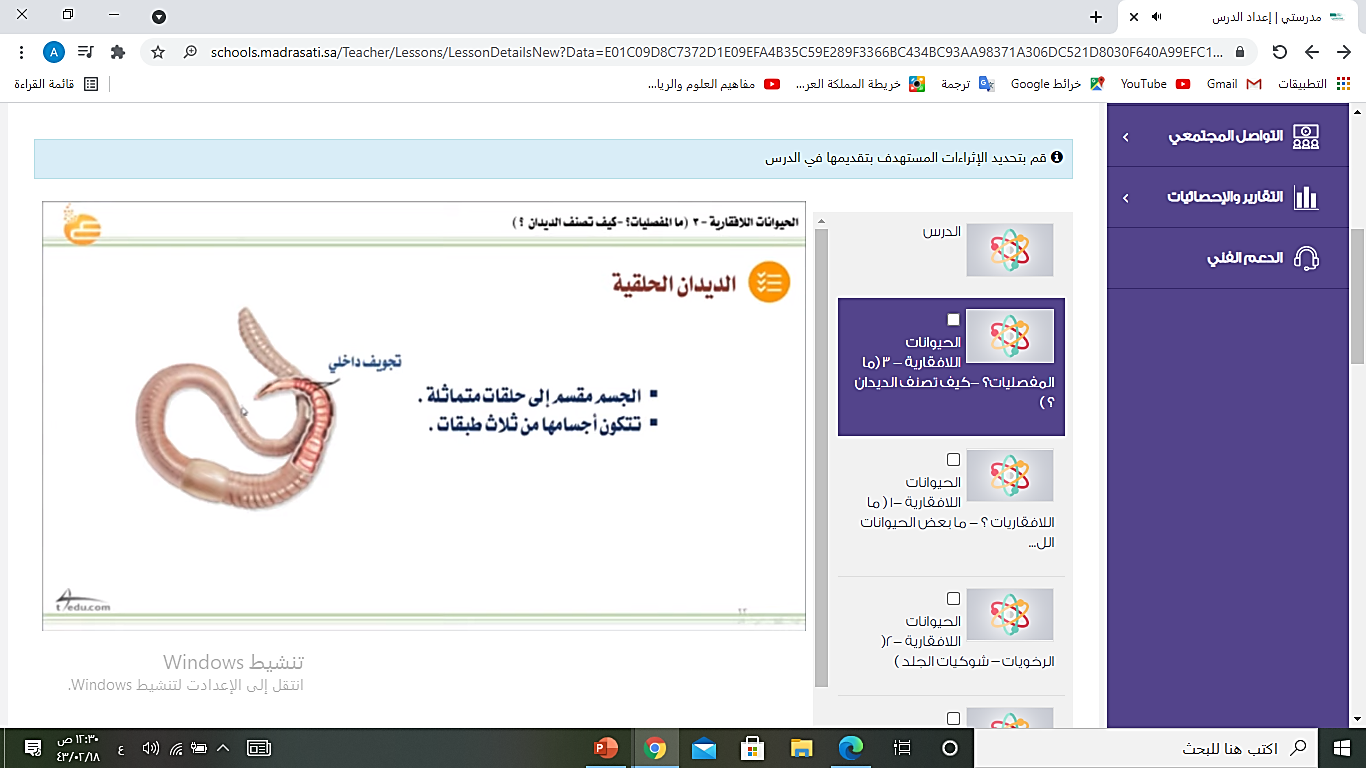 مدرستي | إعداد الدرس
schools.madrasati.sa/Teacher/Lessons/LessonDetailsNew?Data=E01C09D8C7372D1E09EFA4B35C5FE289F3366BC434BC93AA98371A306DC521D8030F640A99EFC1...
A
التطبيقات
Gmail
YouTube
خرائط Google
ترجمة
خريطة المملكة العر...
مفاهيم العلوم والريا...
قائمة القراءة
التواصل المجتمعي
التقارير والإحصائيات
الدعم الفني
قم بتحديد الإثراءات المستهدف بتقديمها في الدرس
الدرس
الحيوانات
اللافقارية – ٣ (ما
المفصليات؟ –كيف تصنف الديدان
؟ )
الحيوانات
اللافقارية –١( ما
اللافقاريات ؟ – ما بعض الحيوانات
الل...
الحيوانات
اللافقارية –٢(
الرخويات – شوكيات الجلد )
الحيوانات اللافقارية - ٣ ( ما المفصليات؟ - كيف تصنف الديدان ؟ )
الديدان الحلقية
تجويف داخلي
▪ الجسم مقسم إلى حلقات متماثلة .
▪ تتكون أجسامها من ثلاث طبقات .
t4edu.com
تنشيط Windows
انتقل إلى الإعدادات لتنشيط Windows.
اكتب هنا للبحث
ع
١٢:٣٠ ص
٤٣/٠٢/١٨